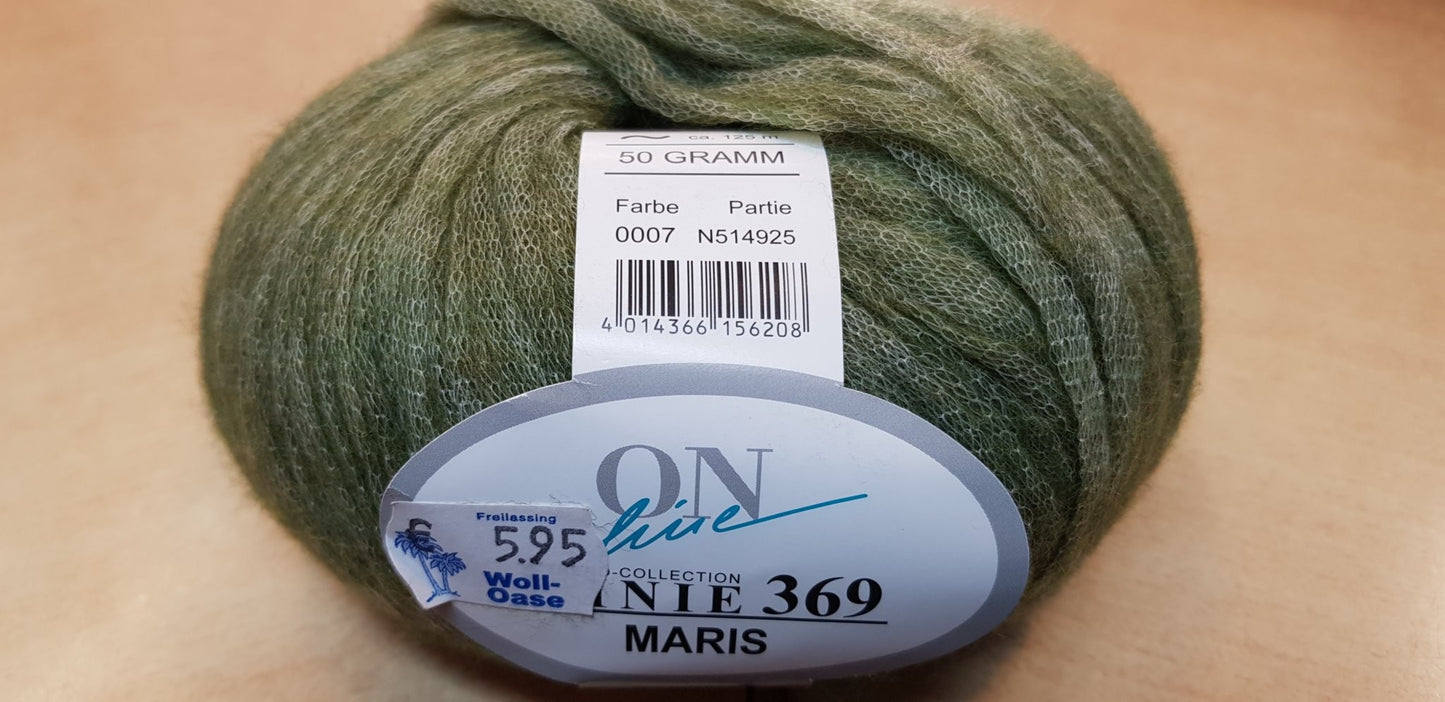 ca. 125 m
50 GRAMM
Farbe Partie
0007 N514925
4 014366 156208
ON
line
Freilassing
€ 5.95
Woll-
Oase
-COLLECTION
INIE 369
MARIS